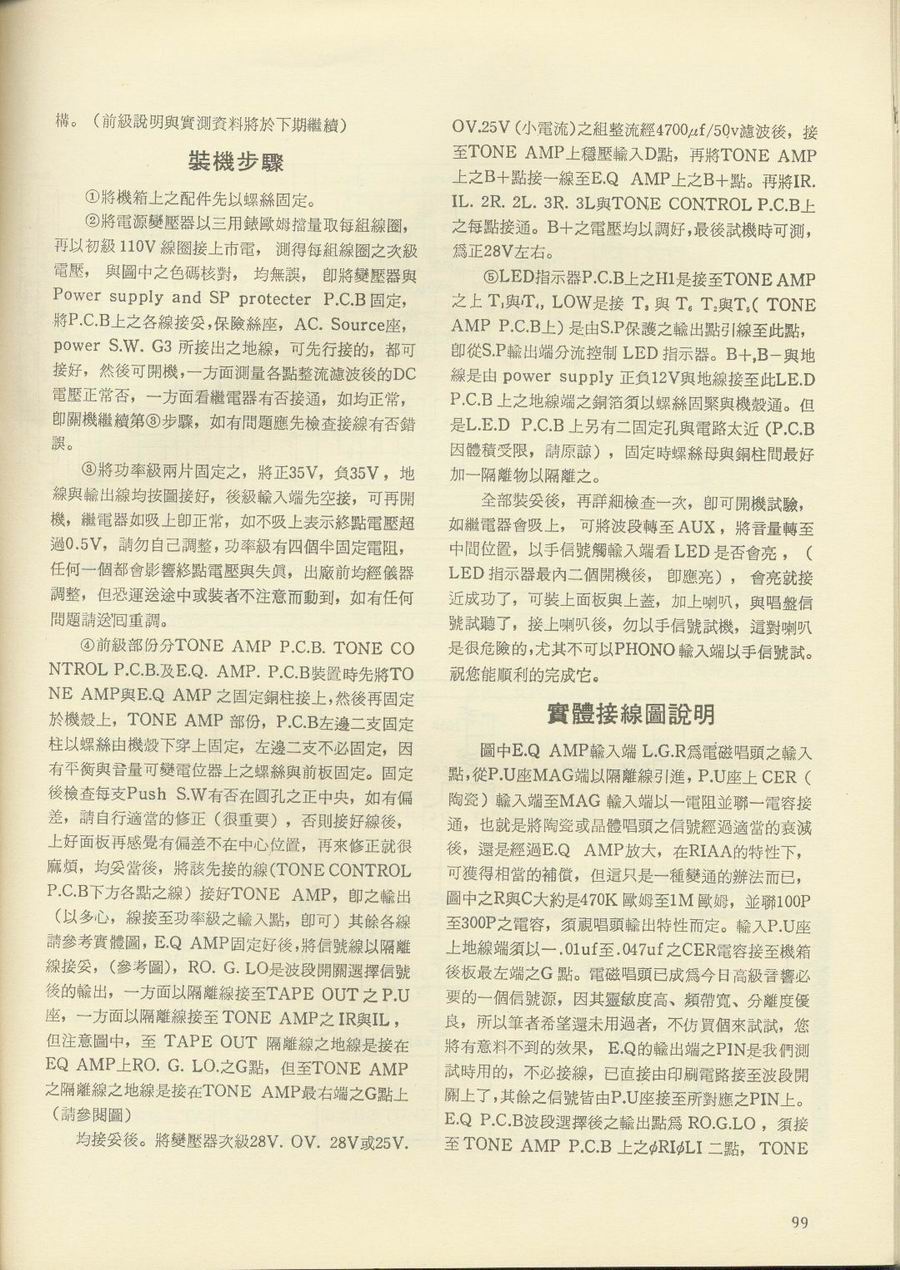 構。（前級說明與實測資料將於下期繼續）
裝機步驟
①將機箱上之配件先以螺絲固定。
②將電源變壓器以三用錶歐姆擋量取每組線圈，
再以初級 110V 線圈接上市電， 測得每組線圈之次級
電壓， 與圖中之色碼核對， 均無誤， 卽將變壓器與
Power supply and SP protecter P.C.B 固定，
將P.C.B上之各線接妥，保險絲座， AC. Source座，
power S.W. G3 所接出之地線，可先行接的，都可
接好，然後可開機，一方面測量各點整流濾波後的DC
電壓正常否，一方面看繼電器有否接通，如均正常，
卽關機繼續第③步驟，如有問題應先檢查接線有否錯
誤。
③將功率級兩片固定之，將正35V，負35V ，地
線與輸出線均按圖接好，後級輸入端先空接，可再開
機，繼電器如吸上卽正常，如不吸上表示終點電壓超
過0.5V，請勿自己調整，功率級有四個半固定電阻，
任何一個都會影響終點電壓與失眞，出廠前均經儀器
調整，但恐運送途中或裝者不注意而動到，如有任何
問題請送囘重調。
④前級部份分TONE AMP P.C.B. TONE CO
NTROL P.C.B.及E.Q. AMP. P.C.B裝置時先將TO
NE AMP與E.Q AMP 之固定銅柱接上，然後再固定
於機殼上，TONE AMP 部份，P.C.B左邊二支固定
柱以螺絲由機殼下穿上固定，左邊二支不必固定，因
有平衡與音量可變電位器上之螺絲與前板固定。固定
後檢查每支Push S.W有否在圓孔之正中央，如有偏
差，請自行適當的修正（很重要），否則接好線後，
上好面板再感覺有偏差不在中心位置，再來修正就很
麻煩，均妥當後，將該先接的線(TONE CONTROL
P.C.B下方各點之線）接好TONE AMP，卽之輸出
（以多心，線接至功率級之輸入點，卽可）其餘各線
請參考實體圖，E.Q AMP固定好後，將信號線以隔離
線接妥，(參考圖)，RO. G. LO是波段開關選擇信號
後的輸出，一方面以隔離線接至TAPE OUT 之 P.U
座，一方面以隔離線接至 TONE AMP之 IR與IL，
但注意圖中，至 TAPE OUT 隔離線之地線是接在
EQ AMP上RO. G. LO.之G點，但至TONE AMP
之隔離線之地線是接在TONE AMP最右端之G點上
（請參閱圖）
均接妥後。將變壓器次級28V. OV. 28V或25V.
OV.25V (小電流)之組整流經4700μf/50v濾波後，接
至TONE AMP上穩壓輸入D點，再將TONE AMP
上之B+點接一線至E.Q AMP上之B+點。再將IR.
IL. 2R. 2L. 3R. 3L與TONE CONTROL P.C.B上
之每點接通。B+之電壓均以調好，最後試機時可測，
爲正28V左右。
⑤LED指示器P.C.B上之H1是接至TONE AMP
之上 T₃與T₄, LOW是接 T₅ 與 T₆ T₂與T₅( TONE
AMP P.C.B上) 是由S.P保護之輸出點引線至此點，
卽從S.P輸出端分流控制 LED 指示器。B+,B−與地
線是由 power supply 正負12V與地線接至此LE.D
P.C.B 上之地線端之銅箔須以螺絲固緊與機殼通。但
是L.E.D P.C.B 上另有二固定孔與電路太近 (P.C.B
因體積受限，請原諒），固定時螺絲母與銅柱間最好
加一隔離物以隔離之。
全部裝妥後，再詳細檢查一次，卽可開機試驗，
如繼電器會吸上， 可將波段轉至 AUX ，將音量轉至
中間位置，以手信號觸輸入端看 LED 是否會亮 ，（
LED 指示器最內二個開機後， 卽應亮），會亮就接
近成功了，可裝上面板與上蓋，加上喇叭，與唱盤信
號試聽了，接上喇叭後，勿以手信號試機，這對喇叭
是很危險的，尤其不可以PHONO 輸入端以手信號試。
祝您能順利的完成它。
實體接線圖說明
圖中E.Q AMP輸入端 L.G.R爲電磁唱頭之輸入
點，從P.U座MAG端以隔離線引進，P.U座上 CER（
陶瓷）輸入端至MAG 輸入端以一電阻並聯一電容接
通，也就是將陶瓷或晶體唱頭之信號經過適當的衰減
後，還是經過E.Q AMP放大，在RIAA的特性下，
可獲得相當的補償，但這只是一種變通的辦法而已，
圖中之R與C大約是470K 歐姆至1M 歐姆，並聯100P
至300P之電容，須視唱頭輸出特性而定。輸入P.U座
上地線端須以一.01uf至.047uf 之CER電容接至機箱
後板最左端之G 點。電磁唱頭已成爲今日高級音響必
要的一個信號源，因其靈敏度高、頻帶寬、分離度優
良，所以筆者希望還未用過者，不仿買個來試試，您
將有意料不到的效果， E.Q的輸出端之PIN是我們測
試時用的，不必接線，已直接由印刷電路接至波段開
關上了，其餘之信號皆由P.U座接至所對應之PIN上。
E.Q P.C.B波段選擇後之輸出點爲 RO.G.LO ，須接
至 TONE AMP P.C.B 上之φRIφLI 二點， TONE
99